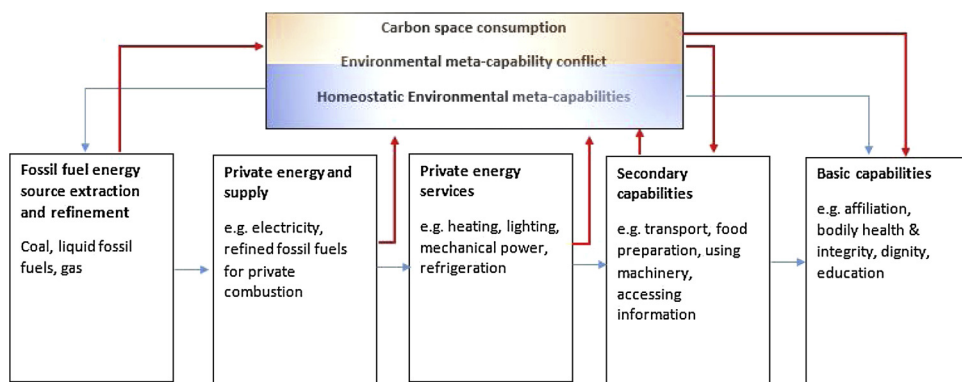 Carbon space consumption
Environmental meta-capability conflict
Homeostatic Environmental meta-capabilities
Fossil fuel energy
source extraction
and refinement
Coal, liquid fossil
fuels, gas
Private energy and
supply
e.g. electricity,
refined fossil fuels
for private
combustion
Private energy
services
e.g. heating, lighting,
mechanical power,
refrigeration
Secondary
capabilities
e.g. transport, food
preparation, using
machinery,
accessing
information
Basic capabilities
e.g. affiliation,
bodily health &
integrity, dignity,
education